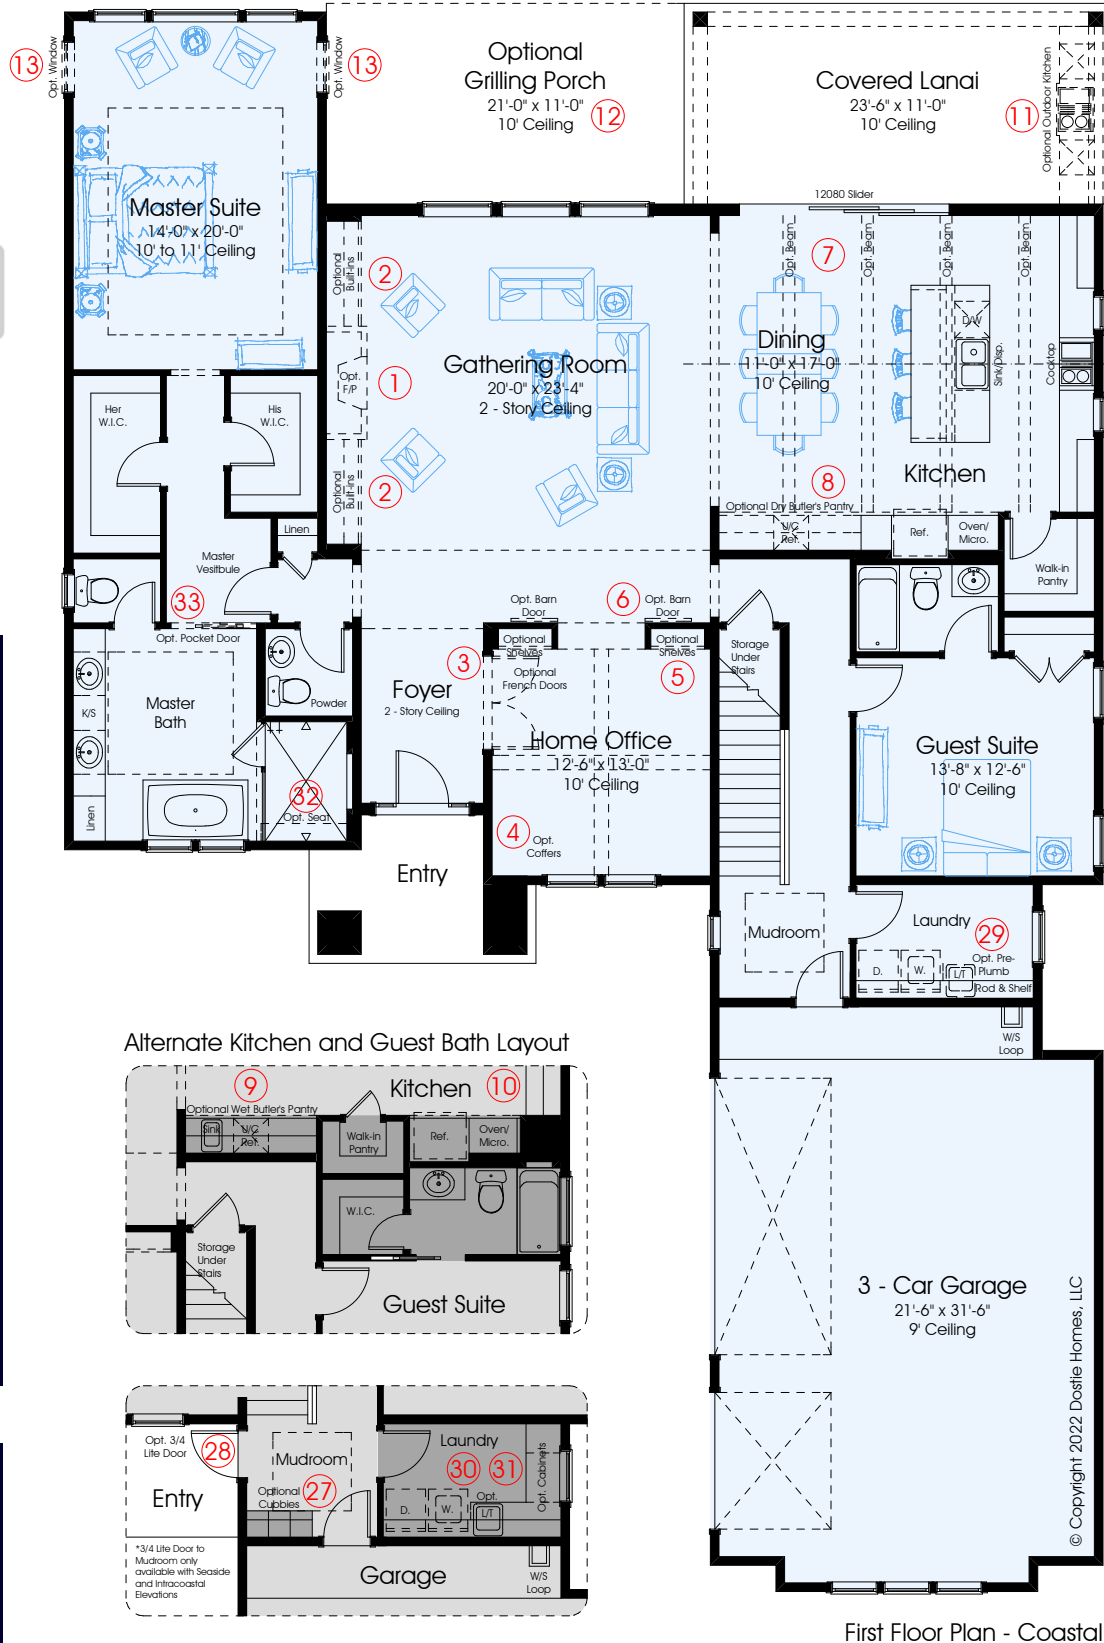 13
Opt. Window
13
Opt. Window
Optional
Grilling Porch
21'-0" x 11'-0"
10' Ceiling
12
Covered Lanai
23'-6" x 11'-0"
10' Ceiling
11
Optional Outdoor Kitchen
12080 Slider
Master Suite
14'-0" x 20'-0"
10' to 11' Ceiling
Optional
Built-ins
2
Gathering Room
20'-0" x 23'-4"
2 - Story Ceiling
Opt.
F/P
1
Optional
Built-ins
2
Opt. Beam
7
Opt. Beam
Opt. Beam
Opt. Beam
Dining
11'-0" x 17'-0"
10' Ceiling
D/W
Sink/Disp.
Cooktop
Kitchen
8
Optional Dry Butler's Pantry
U/C
Ref.
Ref.
Oven/
Micro.
Walk-in
Pantry
Her
W.I.C.
His
W.I.C.
Linen
Master
Vestibule
33
Opt. Pocket Door
Master
Bath
K/S
Linen
Powder
32
Opt. Seat
Foyer
2 - Story Ceiling
3
Opt. Barn
Door
6
Opt. Barn
Door
Optional
Shelves
Optional
Shelves
5
Optional
French Doors
Home Office
12'-6" x 13'-0"
10' Ceiling
4
Opt.
Coffers
Entry
Storage
Under
Stairs
Guest Suite
13'-8" x 12'-6"
10' Ceiling
Mudroom
Laundry
29
Opt. Pre-
Plumb
D.
W.
L/T
Rod & Shelf
W/S
Loop
3 - Car Garage
21'-6" x 31'-6"
9' Ceiling
© Copyright 2022 Dostie Homes, LLC
Alternate Kitchen and Guest Bath Layout
9
Kitchen
10
Optional Wet Butler's Pantry
Sink
U/C
Ref.
Walk-in
Pantry
Ref.
Oven/
Micro.
W.I.C.
Storage
Under
Stairs
Guest Suite
Opt. 3/4
Lite Door
28
Entry
Mudroom
27
Optional
Cubbies
Laundry
30
31
Opt. Cabinets
D.
W.
Opt.
L/T
*3/4 Lite Door to
Mudroom only
available with Seaside
and Intracoastal
Elevations
Garage
W/S
Loop
First Floor Plan - Coastal